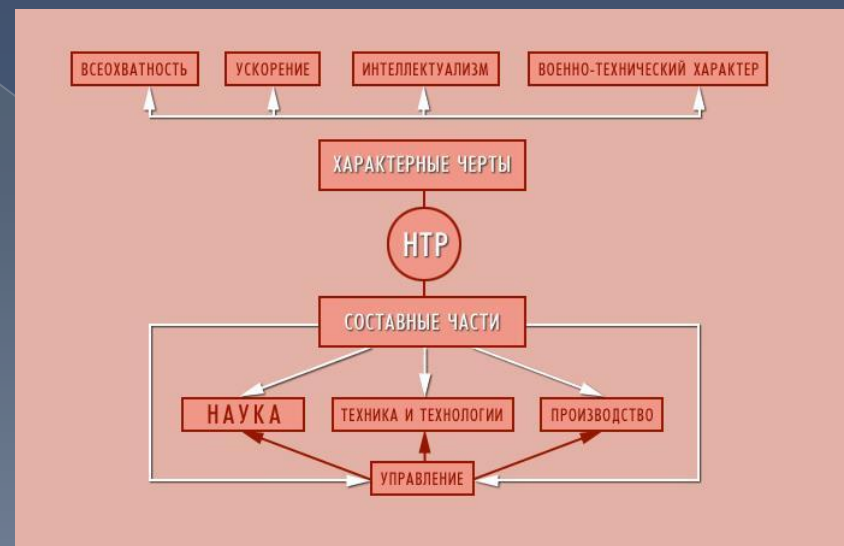 ВСЕОХВАТНОСТЬ
УСКОРЕНИЕ
ИНТЕЛЛЕКТУАЛИЗМ
ВОЕННО-ТЕХНИЧЕСКИЙ ХАРАКТЕР
ХАРАКТЕРНЫЕ ЧЕРТЫ
НТР
СОСТАВНЫЕ ЧАСТИ
НАУКА
ТЕХНИКА И ТЕХНОЛОГИИ
ПРОИЗВОДСТВО
УПРАВЛЕНИЕ